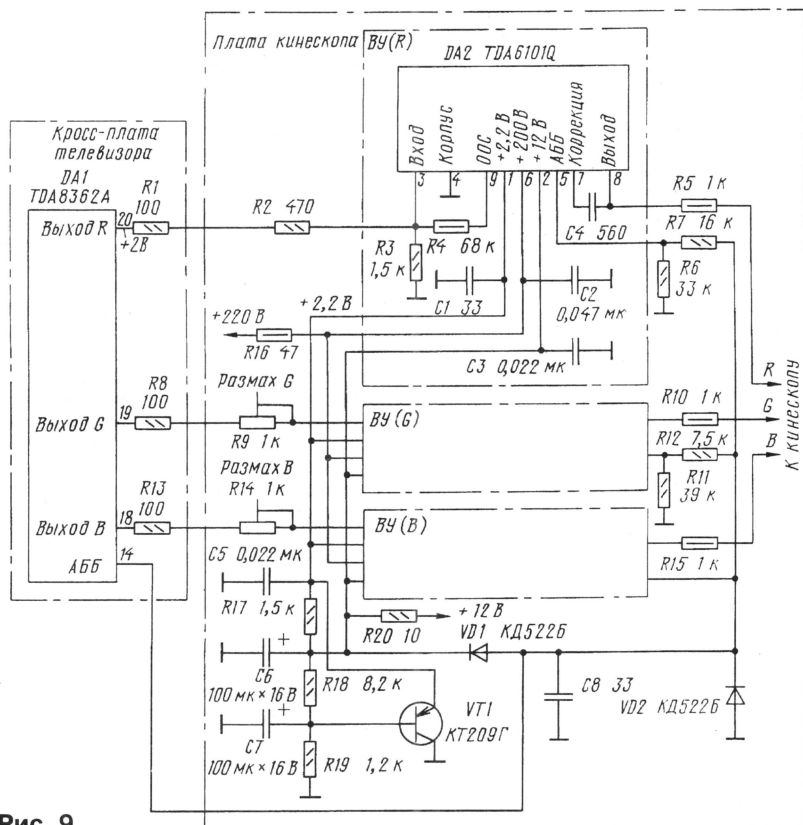 Плата кинескопа
ВУ(R)
DA2 TDA6101Q
Вход
Корпус
ООС
+2,2 В
+200В
+12 В
АББ
Коррекция
Выход
3
4
9
1
6
2
5
7
8
Кросс-плата
телевизора
DA1
TDA8362A
Выход R
20
+2В
R1
100
R2 470
R3
1,5 к
R4 68 к
C4 560
R5 1 к
R7 16 к
R6
33 к
C1 33
C2
0,047 мк
C3 0,022 мк
+2,2 В
+220 В
R16 47
R
G
B
К кинескопу
Выход G
19
R8
100
Размах G
R9 1 к
ВУ(G)
R10 1 к
R12 7,5 к
R11
39 к
Выход B
18
R13
100
Размах B
R14 1 к
ВУ(B)
R15 1 к
АББ
14
C5 0,022 мк
R17 1,5 к
+12 В
R20 10
VD1 КД522Б
+
C6
100 мк × 16 В
R18 8,2 к
VT1
КТ209Г
C8 33
VD2 КД522Б
+
C7
100 мк × 16 В
R19 1,2 к
Рис. 9